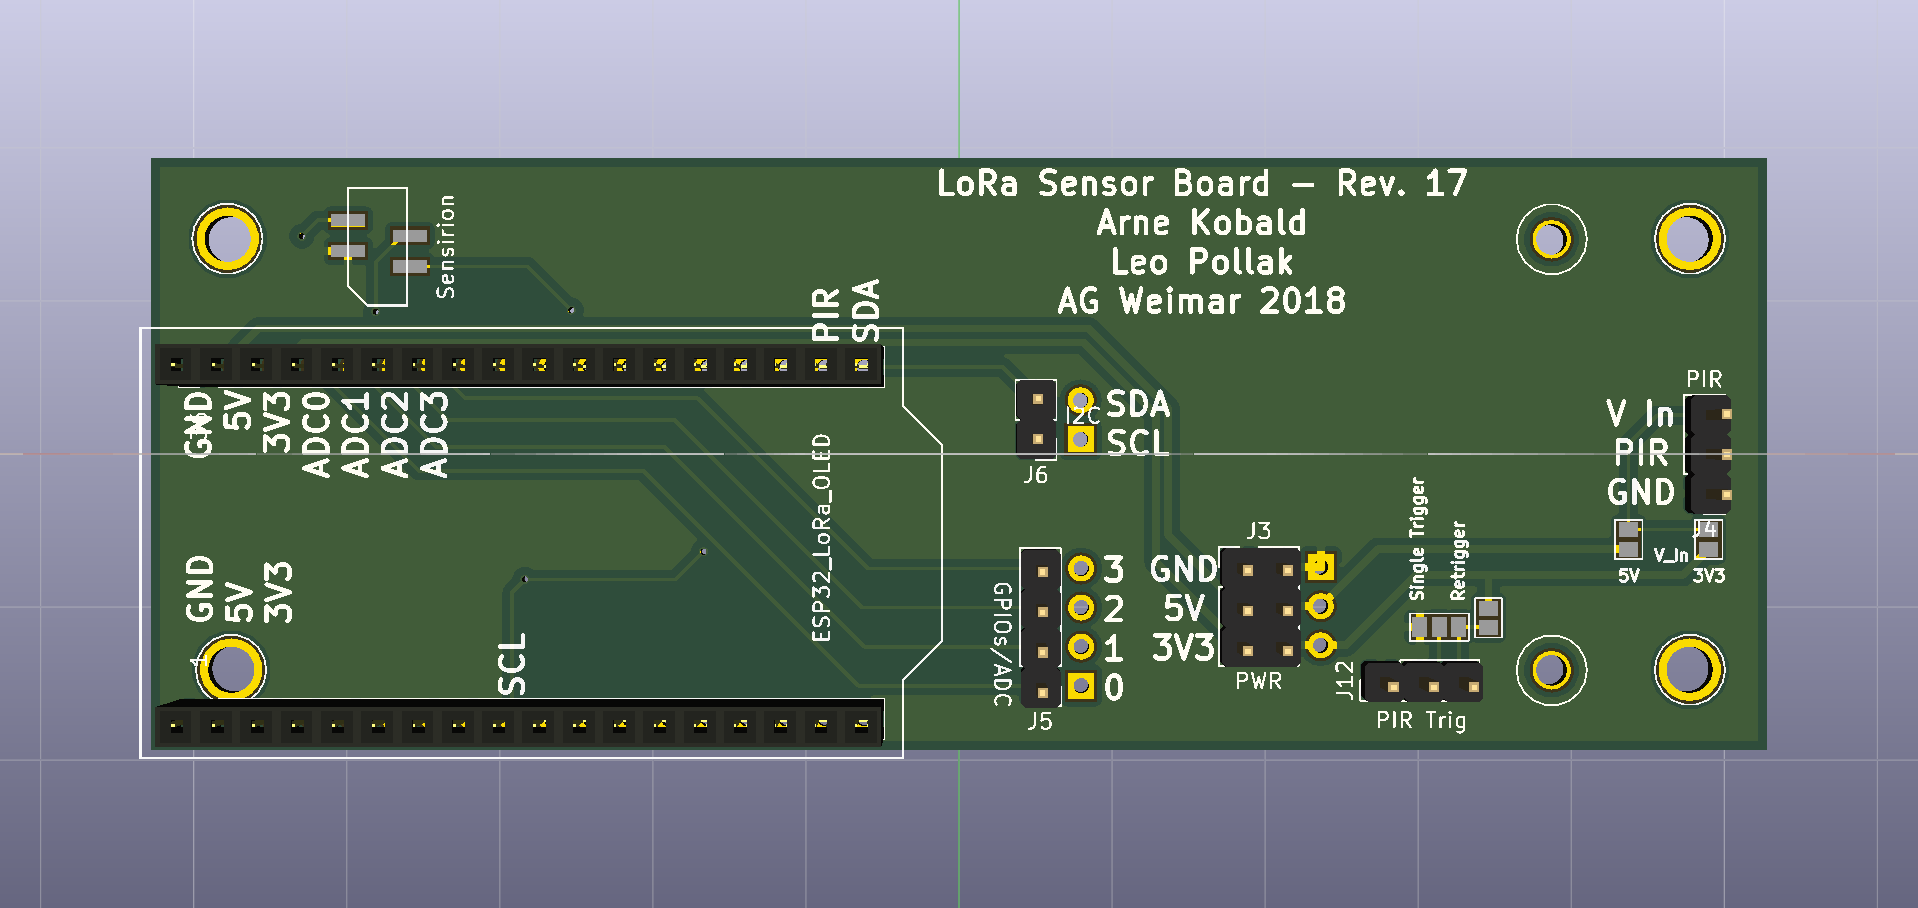 LoRa Sensor Board - Rev. 17
Arne Kobald
Leo Pollak
AG Weimar 2018
Sensirion
PIR
SDA
GND
5V
3V3
ADC0
ADC1
ADC2
ADC3
GND
5V
3V3
1
SCL
ESP32_LoRa_OLED
SDA
I2C
SCL
J6
GPIOs/ADC
3
2
1
0
J5
J3
GND
5V
3V3
PWR
Single Trigger
Retrigger
J12
PIR Trig
PIR
V In
PIR
GND
J4
V_In
5V
3V3